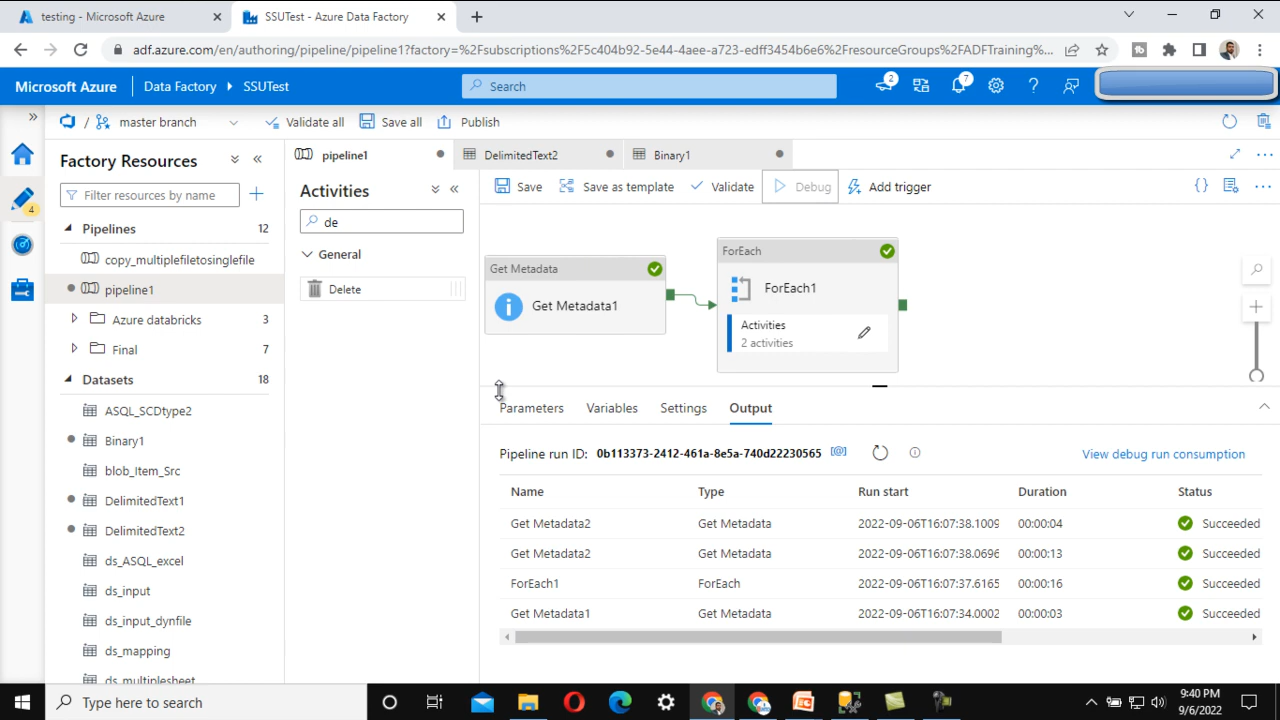 testing - Microsoft Azure
SSUTest - Azure Data Factory
adf.azure.com/en/authoring/pipeline/pipeline1?factory=%2Fsubscriptions%2F5c404b92-5e44-4aee-a723-edff3454b6e6%2FresourceGroups%2FADFTraining%...
Microsoft Azure
Data Factory
SSUTest
Search
2
7
/
master branch
Validate all
Save all
Publish
Factory Resources
Filter resources by name
4
Pipelines 12
copy_multiplefiletosinglefile
pipeline1
Azure databricks 3
Final 7
Datasets 18
ASQL_SCDtype2
Binary1
blob_Item_Src
DelimitedText1
DelimitedText2
ds_ASQL_excel
ds_input
ds_input_dynfile
ds_mapping
ds_multiplesheet
pipeline1
DelimitedText2
Binary1
Activities
de
General
Delete
Save
Save as template
Validate
Debug
Add trigger
Get Metadata
Get Metadata1
ForEach
ForEach1
Activities
2 activities
Parameters Variables Settings Output
Pipeline run ID: 0b113373-2412-461a-8e5a-740d22230565
View debug run consumption
Name Type Run start Duration Status
Get Metadata2 Get Metadata 2022-09-06T16:07:38.1009 00:00:04 Succeeded
Get Metadata2 Get Metadata 2022-09-06T16:07:38.0696 00:00:13 Succeeded
ForEach1 ForEach 2022-09-06T16:07:37.6165 00:00:16 Succeeded
Get Metadata1 Get Metadata 2022-09-06T16:07:34.0002 00:00:03 Succeeded
Type here to search
9:40 PM
9/6/2022